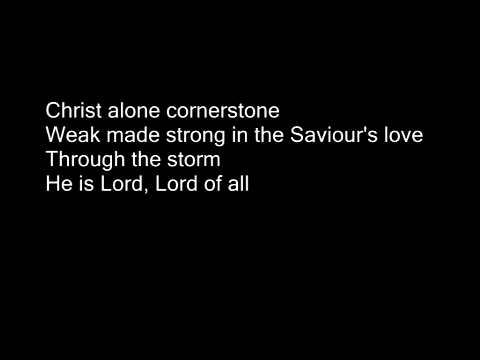 Christ alone cornerstone
Weak made strong in the Saviour's love
Through the storm
He is Lord, Lord of all